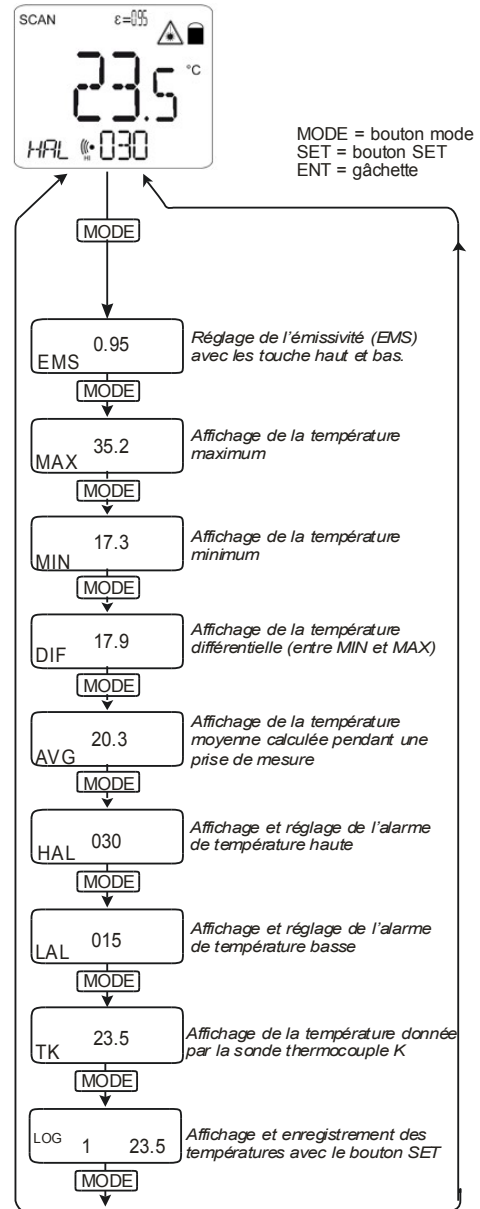 SCAN ε=0.95
23.5 °C
HAL HI 030
MODE = bouton mode
SET = bouton SET
ENT = gâchette
MODE
0.95
EMS
Réglage de l'émissivité (EMS)
avec les touche haut et bas.
MODE
35.2
MAX
Affichage de la température
maximum
MODE
17.3
MIN
Affichage de la température
minimum
MODE
17.9
DIF
Affichage de la température
différentielle (entre MIN et MAX)
MODE
20.3
AVG
Affichage de la température
moyenne calculée pendant une
prise de mesure
MODE
030
HAL
Affichage et réglage de l'alarme
de température haute
MODE
015
LAL
Affichage et réglage de l'alarme
de température basse
MODE
23.5
TK
Affichage de la température donnée
par la sonde thermocouple K
MODE
LOG 1 23.5
Affichage et enregistrement des
températures avec le bouton SET
MODE